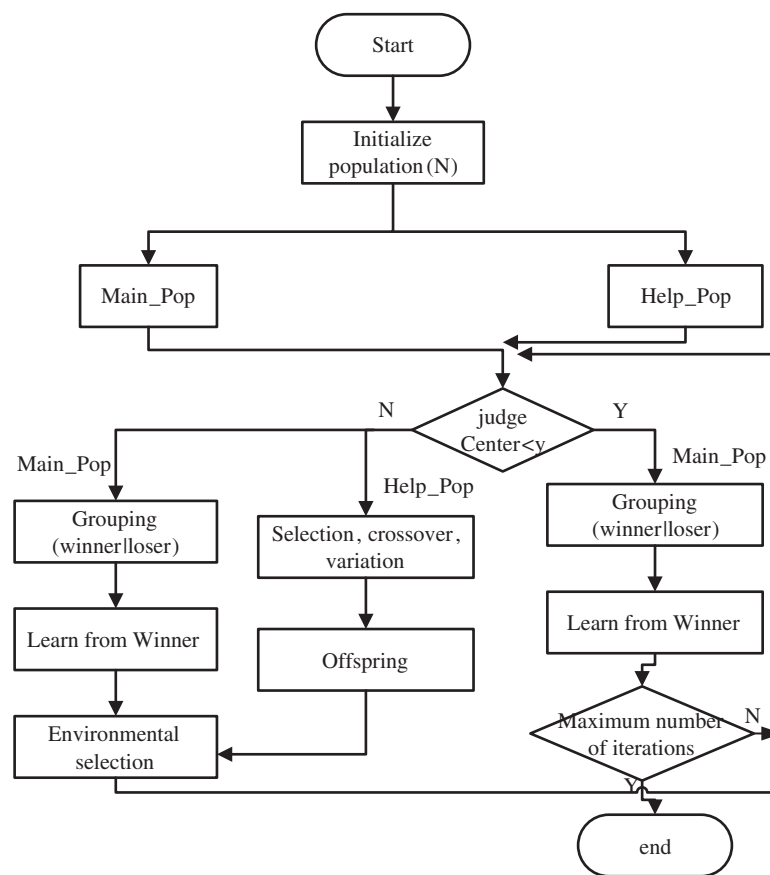 Start
Initialize
population (N)
Main_Pop
Help_Pop
judge
Center<y
N
Y
Main_Pop
Help_Pop
Main_Pop
Grouping
(winner||loser)
Selection, crossover,
variation
Grouping
(winner||loser)
Learn from Winner
Offspring
Learn from Winner
Environmental
selection
Maximum number
of iterations
N
Y
end